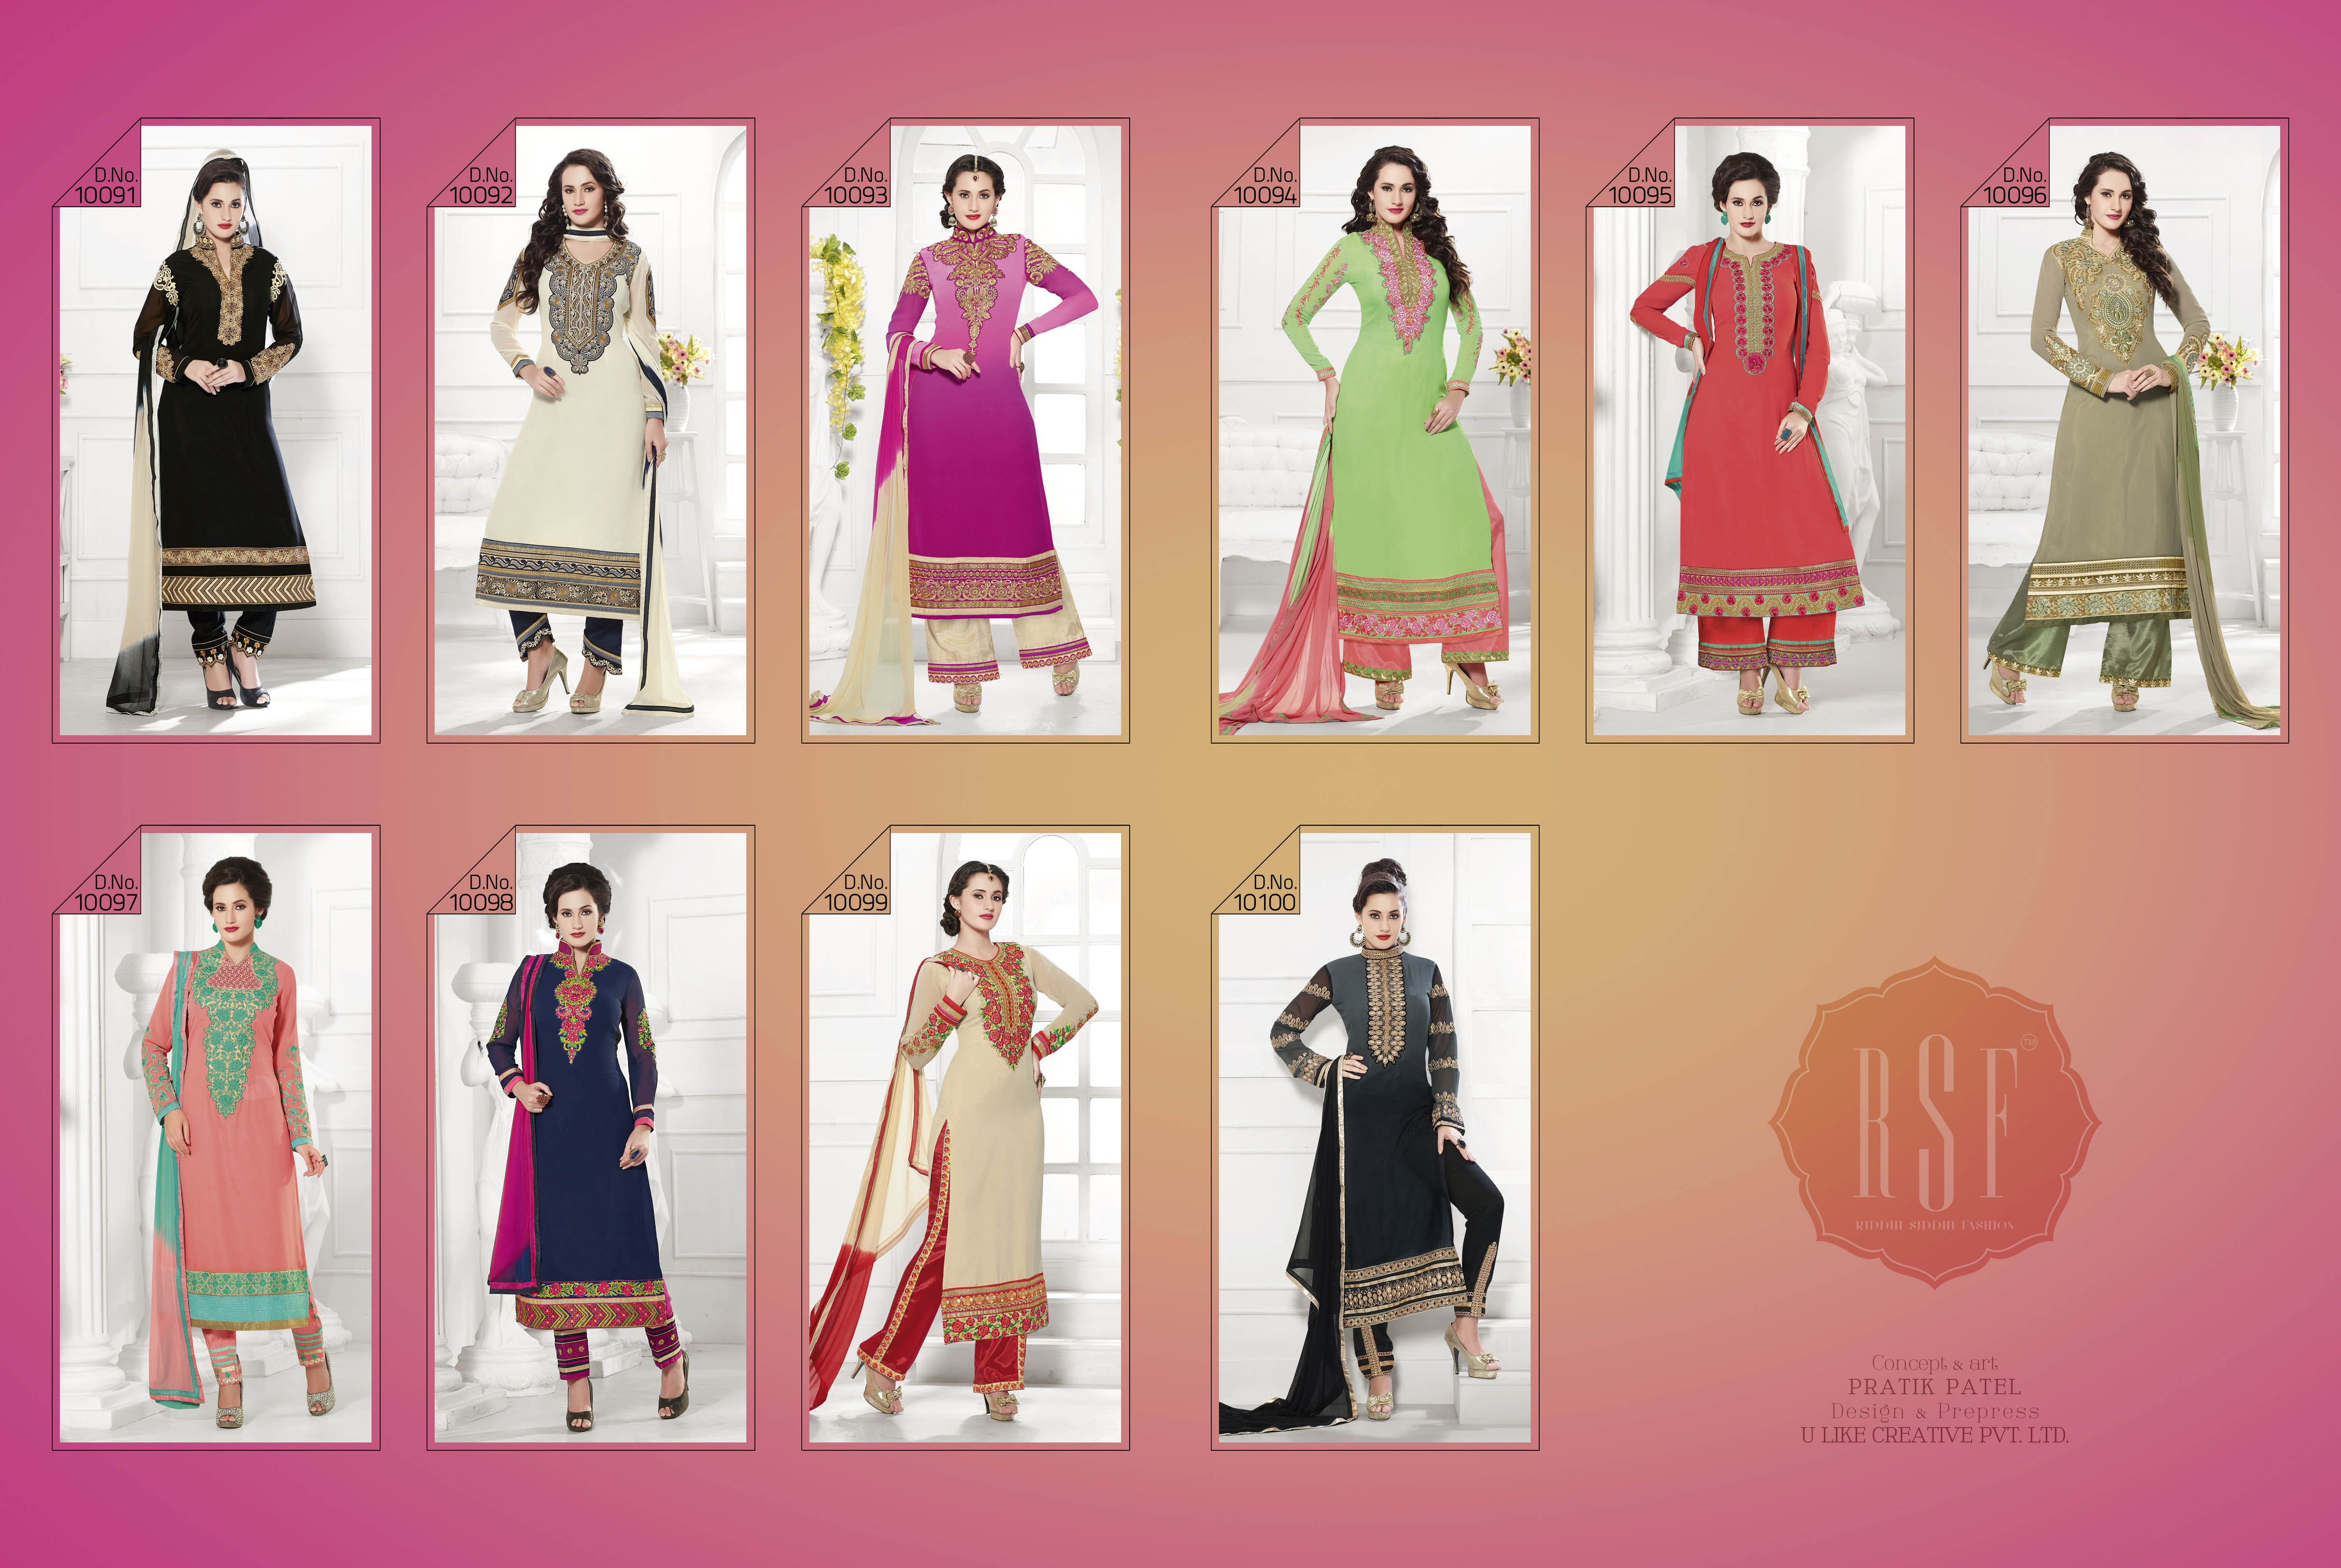 D.No.
10091
D.No.
10092
D.No.
10093
D.No.
10094
D.No.
10095
D.No.
10096
D.No.
10097
D.No.
10098
D.No.
10099
D.No.
10100
RSF™
RIDDHI SIDDHI FASHION
Concept & art
PRATIK PATEL
Design & Prepress
U LIKE CREATIVE PVT. LTD.